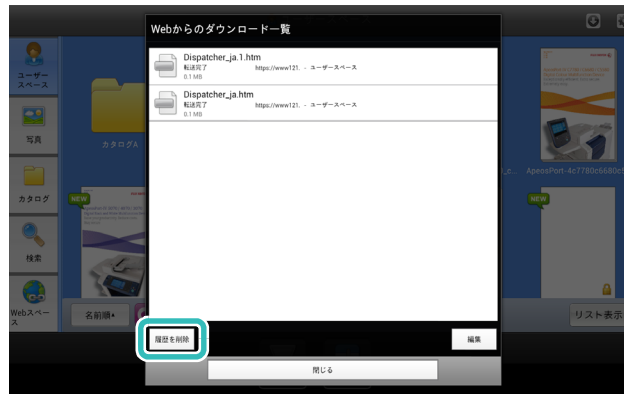 Webからのダウンロード一覧
Dispatcher_ja.1.htm
転送完了 https://www121. - ユーザースペース
0.1 MB
Dispatcher_ja.htm
転送完了 https://www121. - ユーザースペース
0.1 MB
ユーザー
スペース
写真
カタログA
カタログ
検索
Webスペー
ス
NEW
ApeosPort-4c7780c6680c5
NEW
名前順
リスト表示
履歴を削除
編集
閉じる